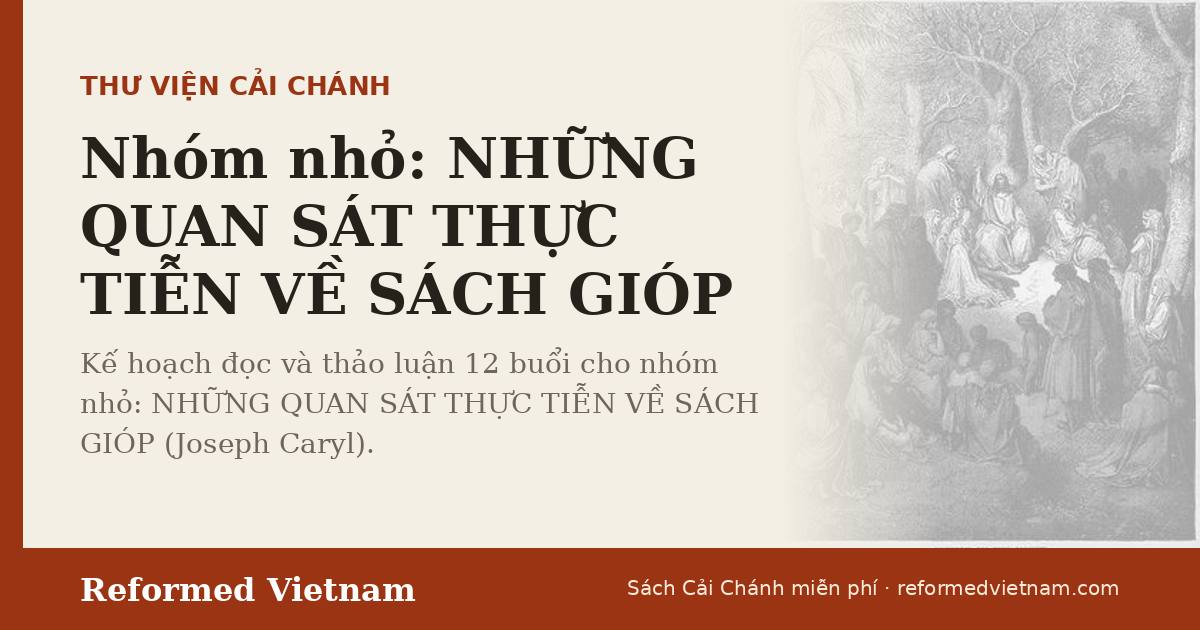 THƯ VIỆN CẢI CHÁNH
Nhóm nhỏ: NHỮNG
QUAN SÁT THỰC
TIỄN VỀ SÁCH GIÓP
Kế hoạch đọc và thảo luận 12 buổi cho nhóm
nhỏ: NHỮNG QUAN SÁT THỰC TIỄN VỀ SÁCH
GIÓP (Joseph Caryl).
Reformed Vietnam
Sách Cải Chánh miễn phí · reformedvietnam.com